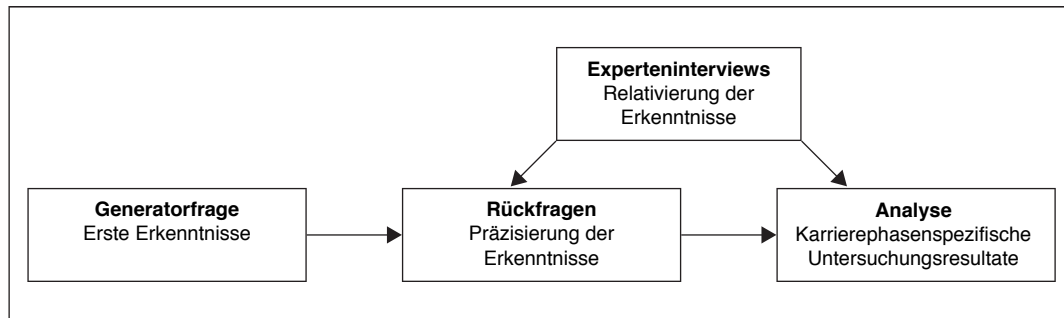 Experteninterviews
Relativierung der
Erkenntnisse
Generatorfrage
Erste Erkenntnisse
Rückfragen
Präzisierung der
Erkenntnisse
Analyse
Karrierephasenspezifische
Untersuchungsresultate